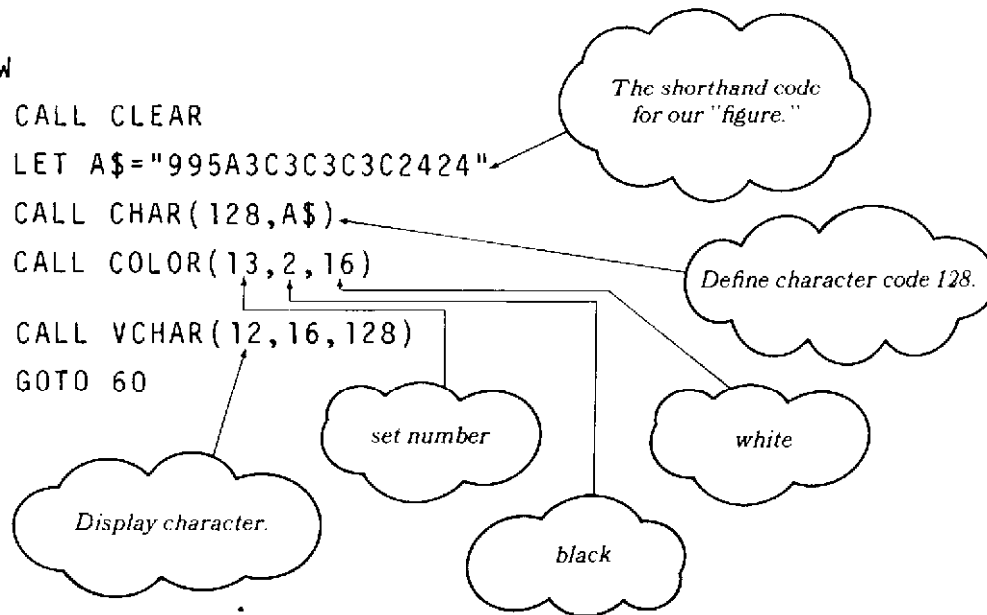 W
CALL CLEAR
LET A$="995A3C3C3C3C2424"
CALL CHAR(128,A$)
CALL COLOR(13,2,16)
CALL VCHAR(12,16,128)
GOTO 60
The shorthand code
for our "figure."
Define character code 128.
set number
white
Display character.
black